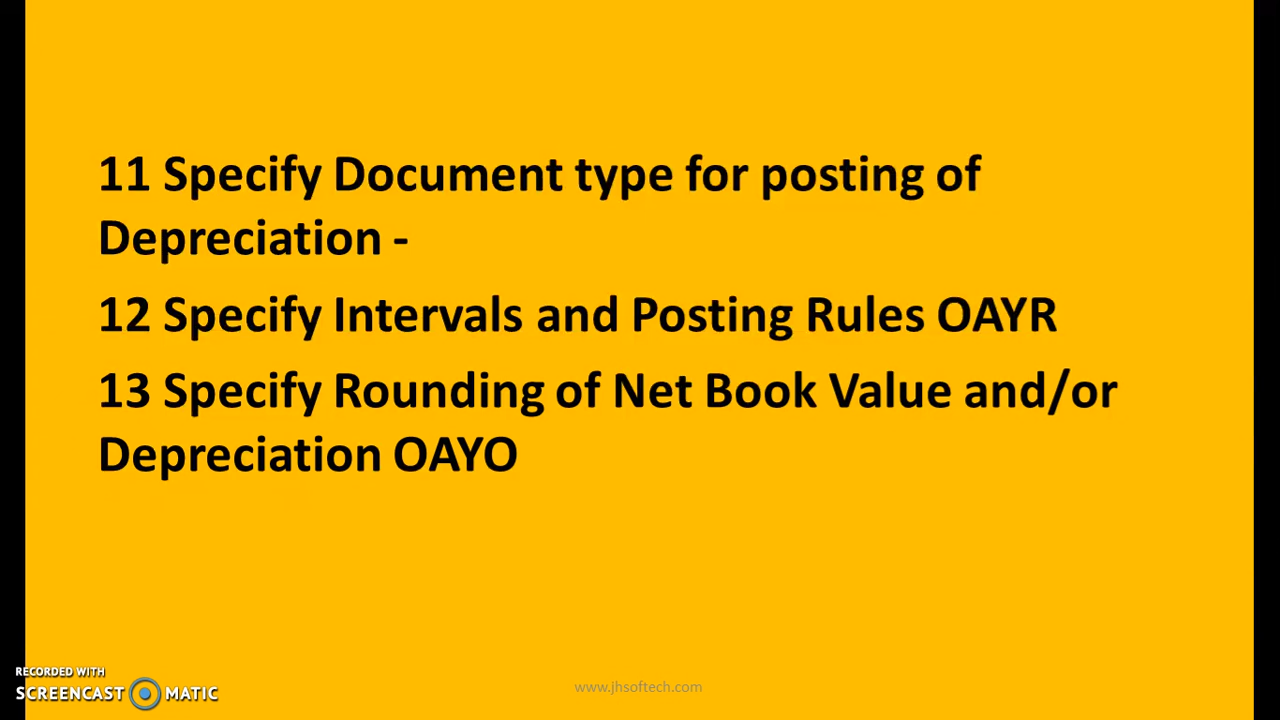 11 Specify Document type for posting of
Depreciation -
12 Specify Intervals and Posting Rules OAYR
13 Specify Rounding of Net Book Value and/or
Depreciation OAYO
RECORDED WITH
SCREENCAST MATIC
www.jhsoftech.com